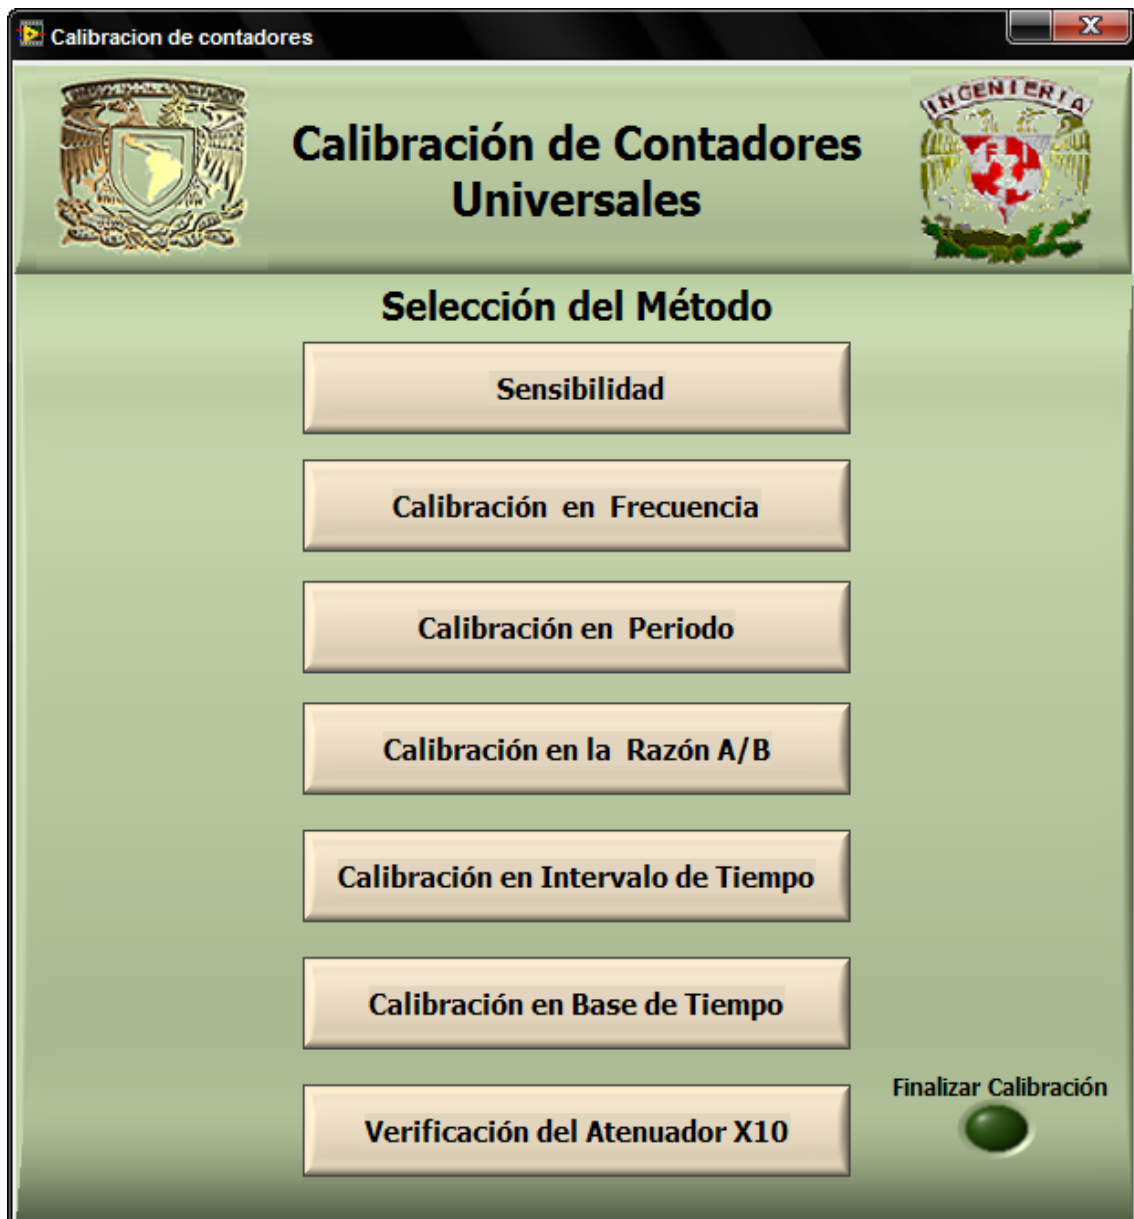 Calibracion de contadores
INGENIERIA
Calibración de Contadores
Universales
Selección del Método
Sensibilidad
Calibración en Frecuencia
Calibración en Periodo
Calibración en la Razón A/B
Calibración en Intervalo de Tiempo
Calibración en Base de Tiempo
Finalizar Calibración
Verificación del Atenuador X10